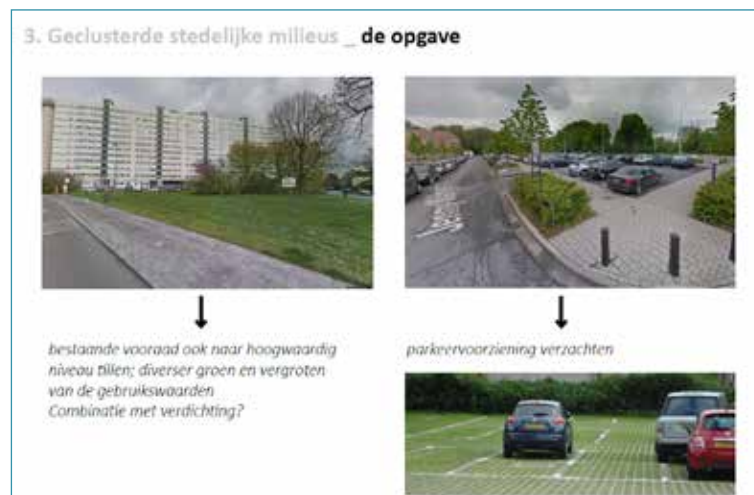 3. Geclusterde stedelijke milieus _ de opgave
bestaande vooraad ook naar hoogwaardig
niveau tillen; diverser groen en vergroten
van de gebruikswaarden
Combinatie met verdichting?
parkeervoorziening verzachten